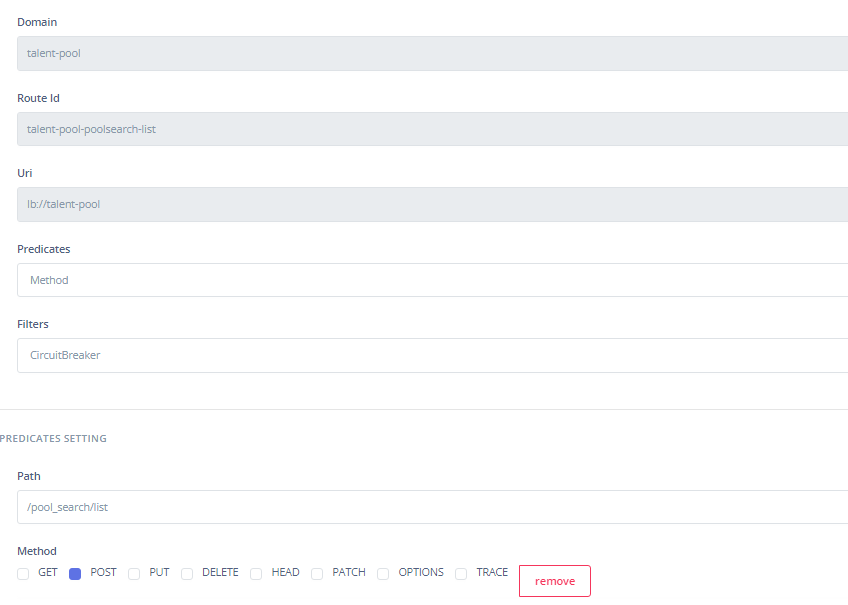 Domain
talent-pool
Route Id
talent-pool-poolsearch-list
Uri
lb://talent-pool
Predicates
Method
Filters
CircuitBreaker
PREDICATES SETTING
Path
/pool_search/list
Method
GET POST PUT DELETE HEAD PATCH OPTIONS TRACE remove